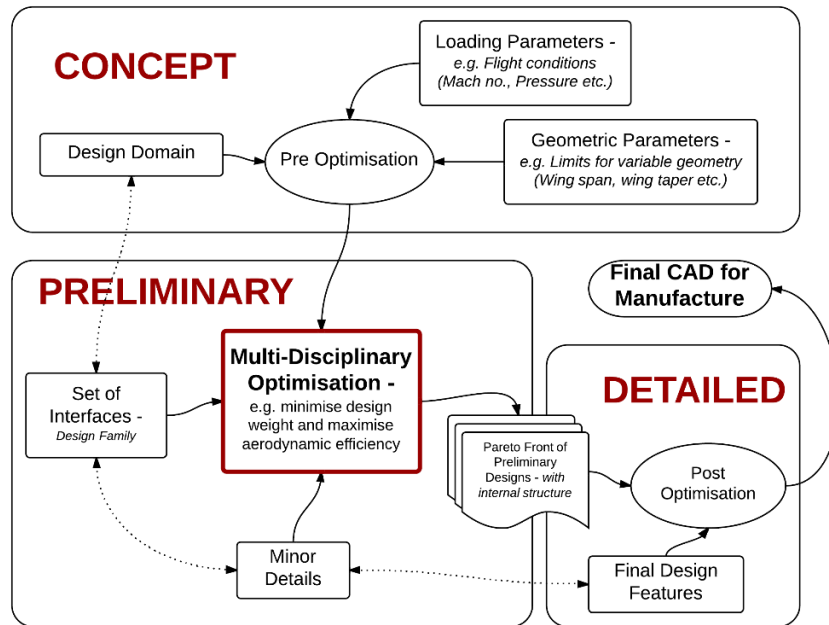 CONCEPT
Loading Parameters -
e.g. Flight conditions
(Mach no., Pressure etc.)
Design Domain
Pre Optimisation
Geometric Parameters -
e.g. Limits for variable geometry
(Wing span, wing taper etc.)
PRELIMINARY
Final CAD for
Manufacture
Multi-Disciplinary
Optimisation -
e.g. minimise design
weight and maximise
aerodynamic efficiency
Set of
Interfaces -
Design Family
DETAILED
Pareto Front of
Preliminary
Designs - with
internal structure
Post
Optimisation
Minor
Details
Final Design
Features